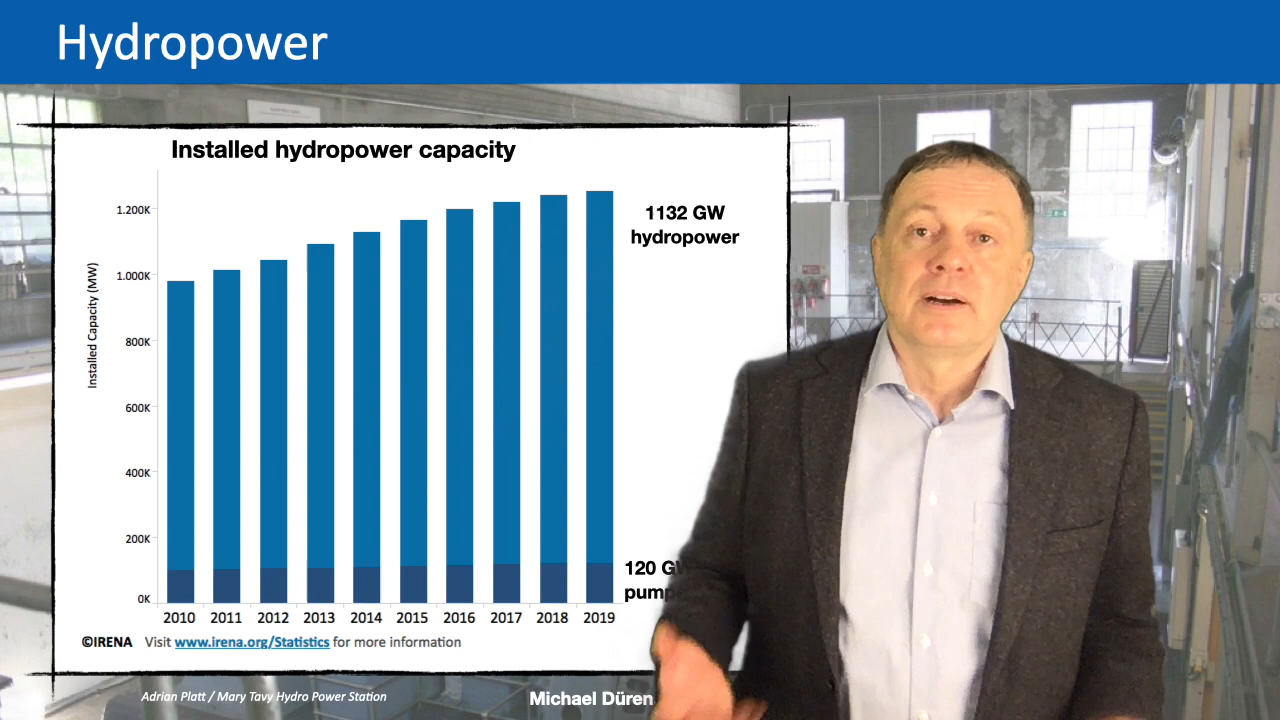 Hydropower
Installed hydropower capacity
1.200K
1.000K
800K
600K
400K
200K
0K
Installed Capacity (MW)
1132 GW
hydropower
120
2010 2011 2012 2013 2014 2015 2016 2017 2018 2019
©IRENA Visit www.irena.org/Statistics for more information
Adrian Platt / Mary Tavy Hydro Power Station
Michael Düren